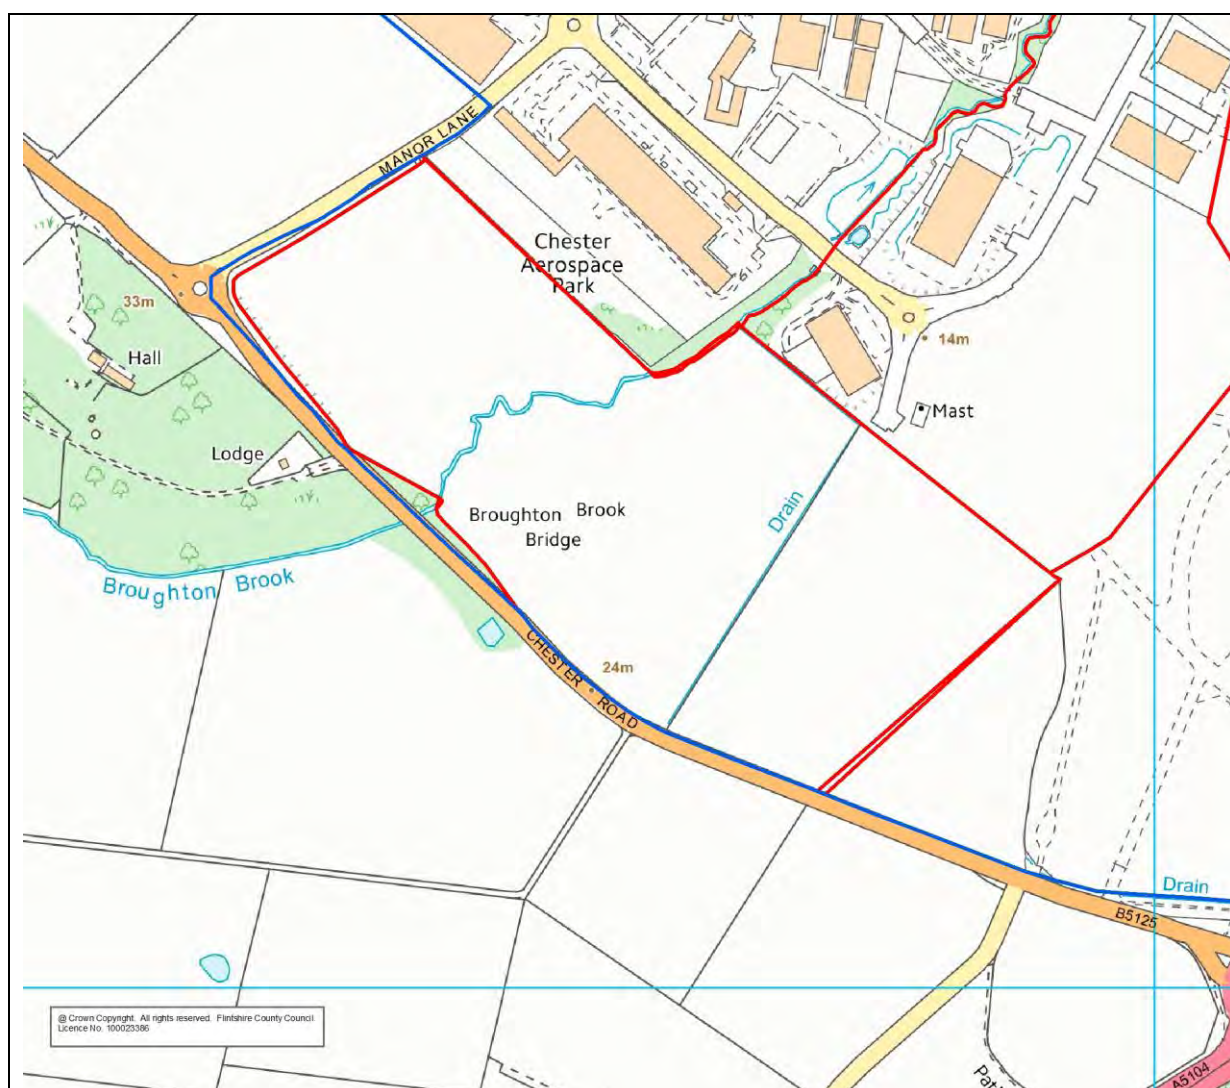 MANOR LANE
Chester
Aerospace
Park
33m
Hall
14m
Mast
Lodge
Drain
Broughton Brook
Bridge
Broughton Brook
CHESTER ROAD
24m
Drain
B5125
@ Crown Copyright. All rights reserved. Flintshire County Council
Licence No. 100023386
A5104